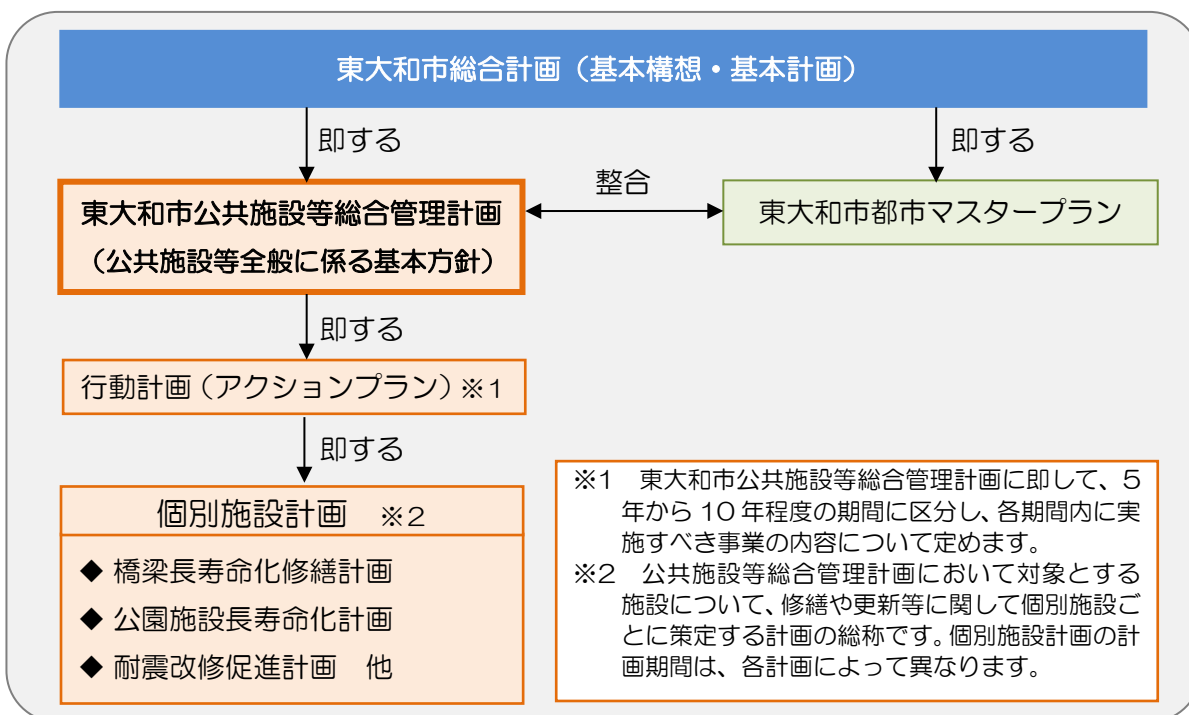 東大和市総合計画（基本構想・基本計画）
即する
即する
整合
東大和市公共施設等総合管理計画
（公共施設等全般に係る基本方針）
東大和市都市マスタープラン
即する
行動計画（アクションプラン）※1
即する
個別施設計画　※2
◆ 橋梁長寿命化修繕計画
◆ 公園施設長寿命化計画
◆ 耐震改修促進計画　他
※1　東大和市公共施設等総合管理計画に即して、5
年から 10 年程度の期間に区分し、各期間内に実
施すべき事業の内容について定めます。
※2　公共施設等総合管理計画において対象とする
施設について、修繕や更新等に関して個別施設ご
とに策定する計画の総称です。個別施設計画の計
画期間は、各計画によって異なります。